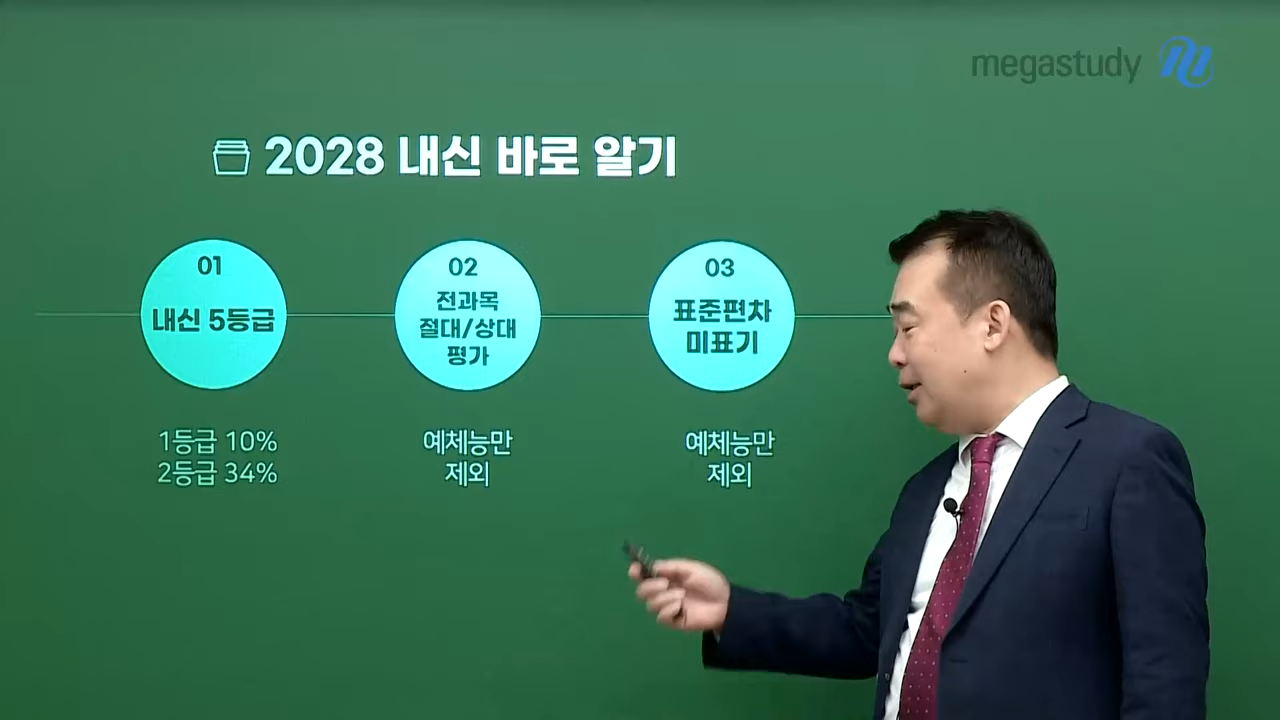 megastudy
2028 내신 바로 알기
01
내신 5등급
1등급 10%
2등급 34%
02
전과목
절대/상대
평가
예체능만
제외
03
표준편차
미표기
예체능만
제외